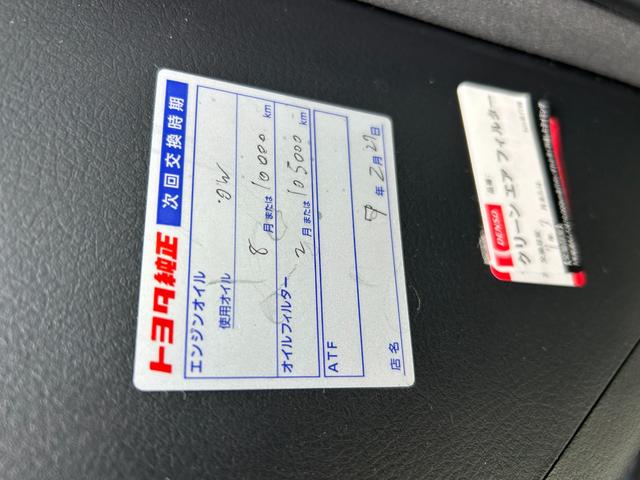 トヨタ純正 次回交換時期
エンジンオイル
使用オイル M.O.
8 月または 10000 km
オイルフィルター
2 月または 105000 km
ATF
9 年 2 月 27 日
店名
DENSO
クリーン エア フィルター